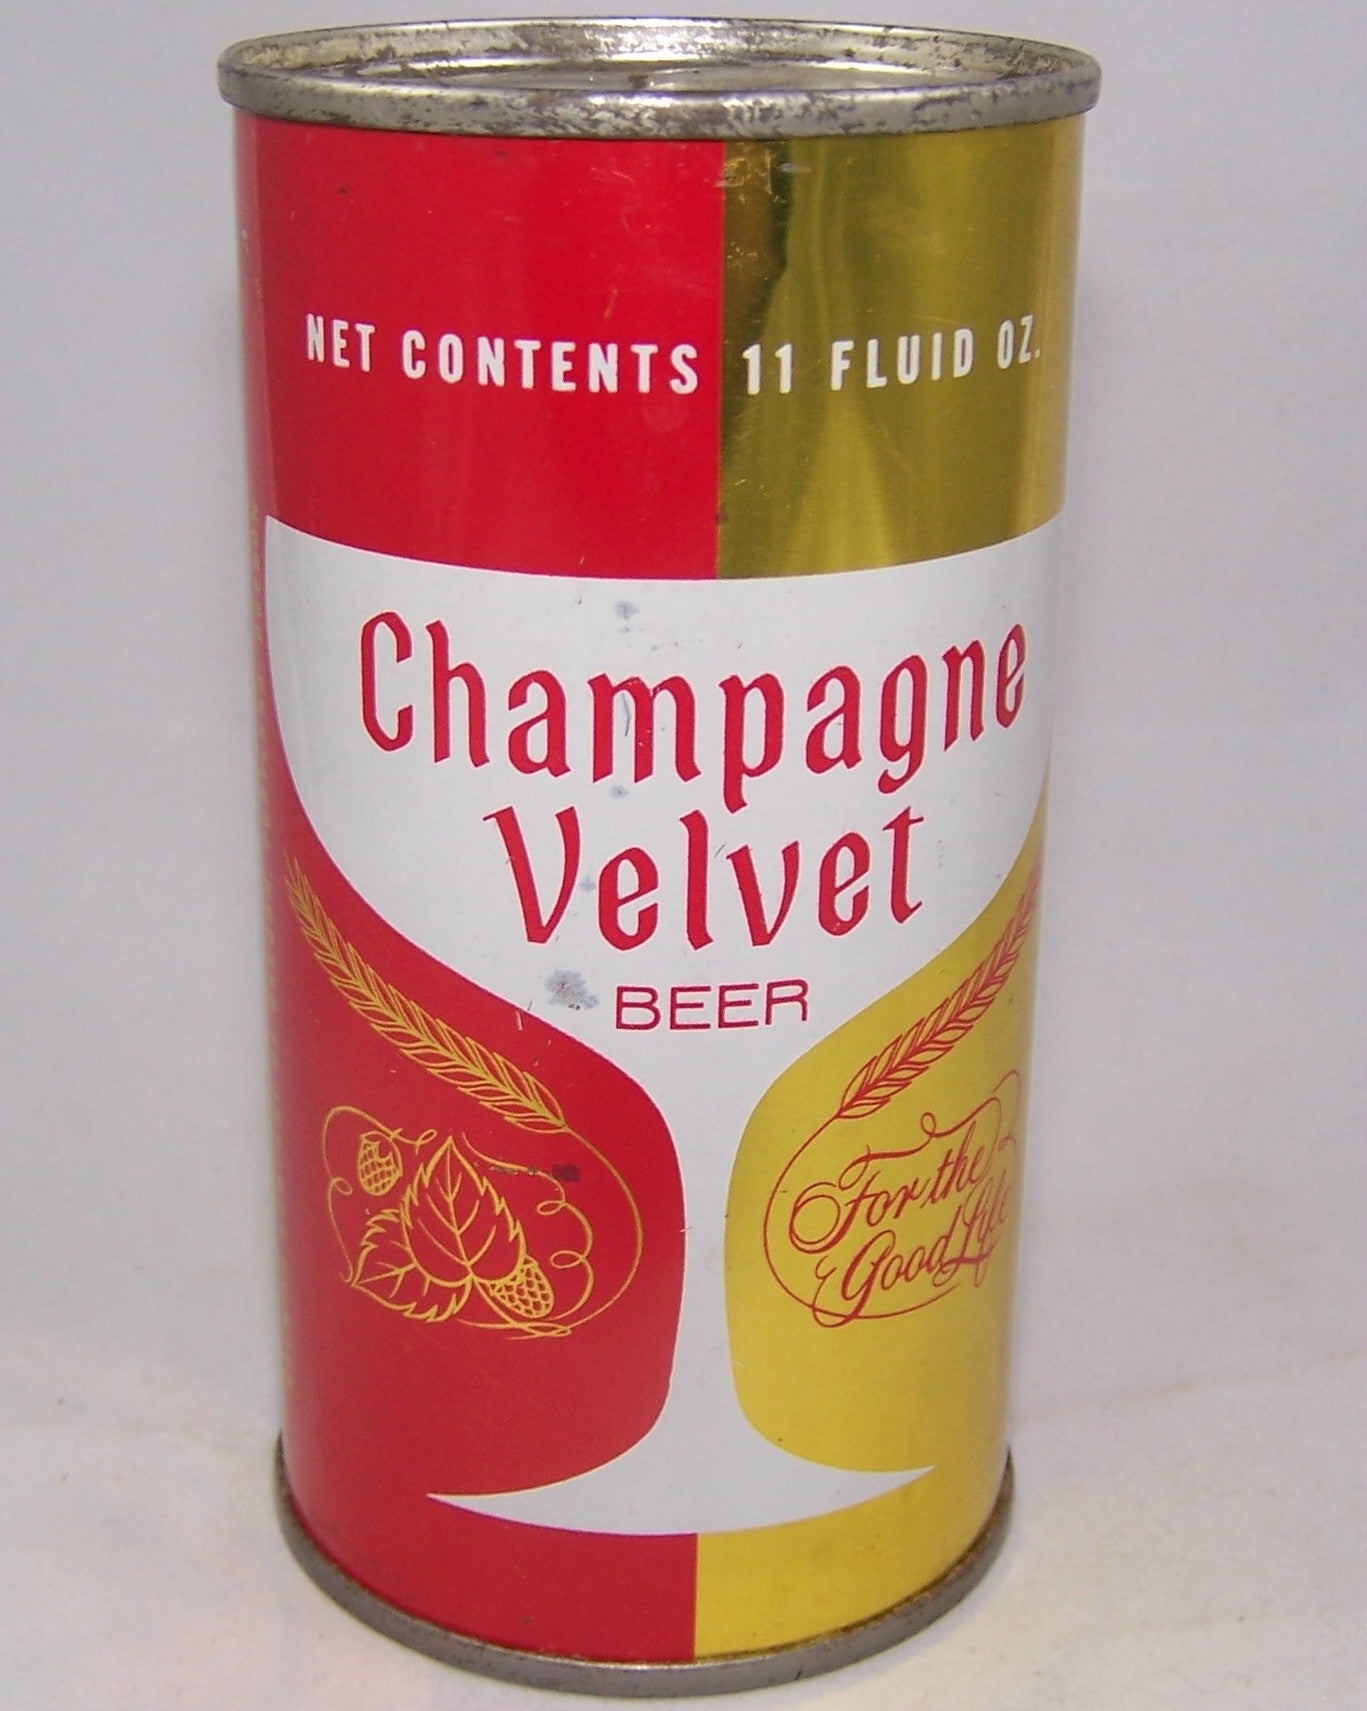 NET CONTENTS 11 FLUID OZ.
Champagne
Velvet
BEER
For the
Good Life